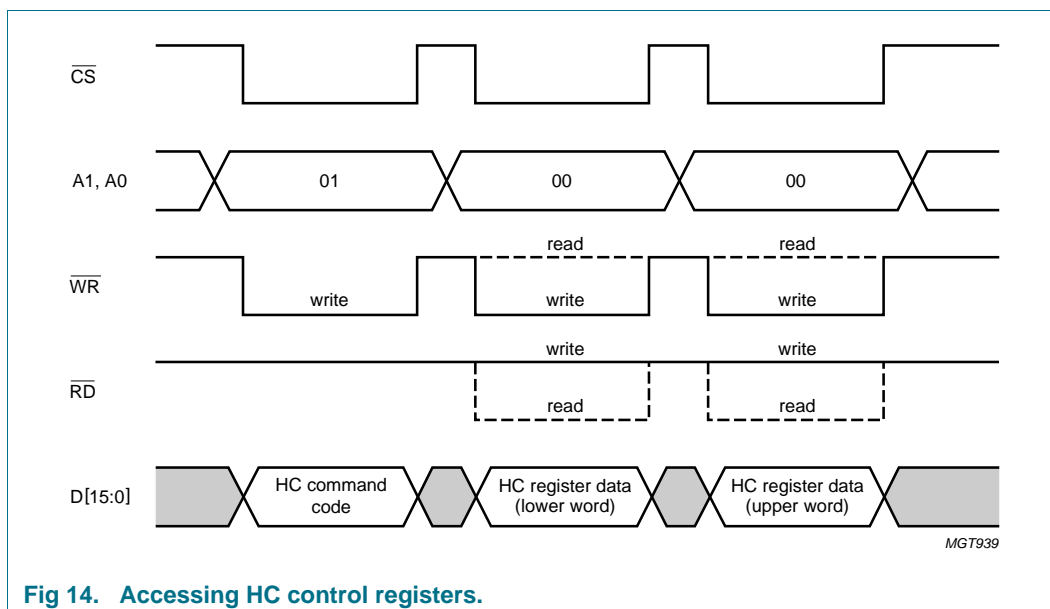 CS
A1, A0
01
00
00
WR
write
read
write
read
write
RD
write
read
write
read
D[15:0]
HC command
code
HC register data
(lower word)
HC register data
(upper word)
MGT939
Fig 14. Accessing HC control registers.